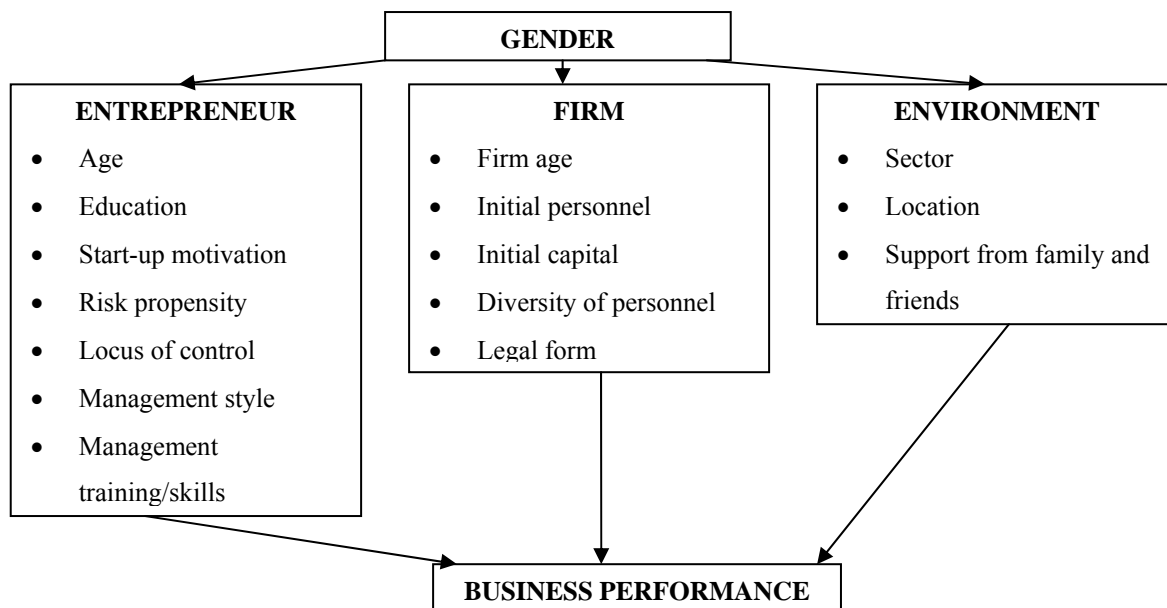 GENDER
ENTREPRENEUR
• Age
• Education
• Start-up motivation
• Risk propensity
• Locus of control
• Management style
• Management
training/skills
FIRM
• Firm age
• Initial personnel
• Initial capital
• Diversity of personnel
• Legal form
ENVIRONMENT
• Sector
• Location
• Support from family and
friends
BUSINESS PERFORMANCE